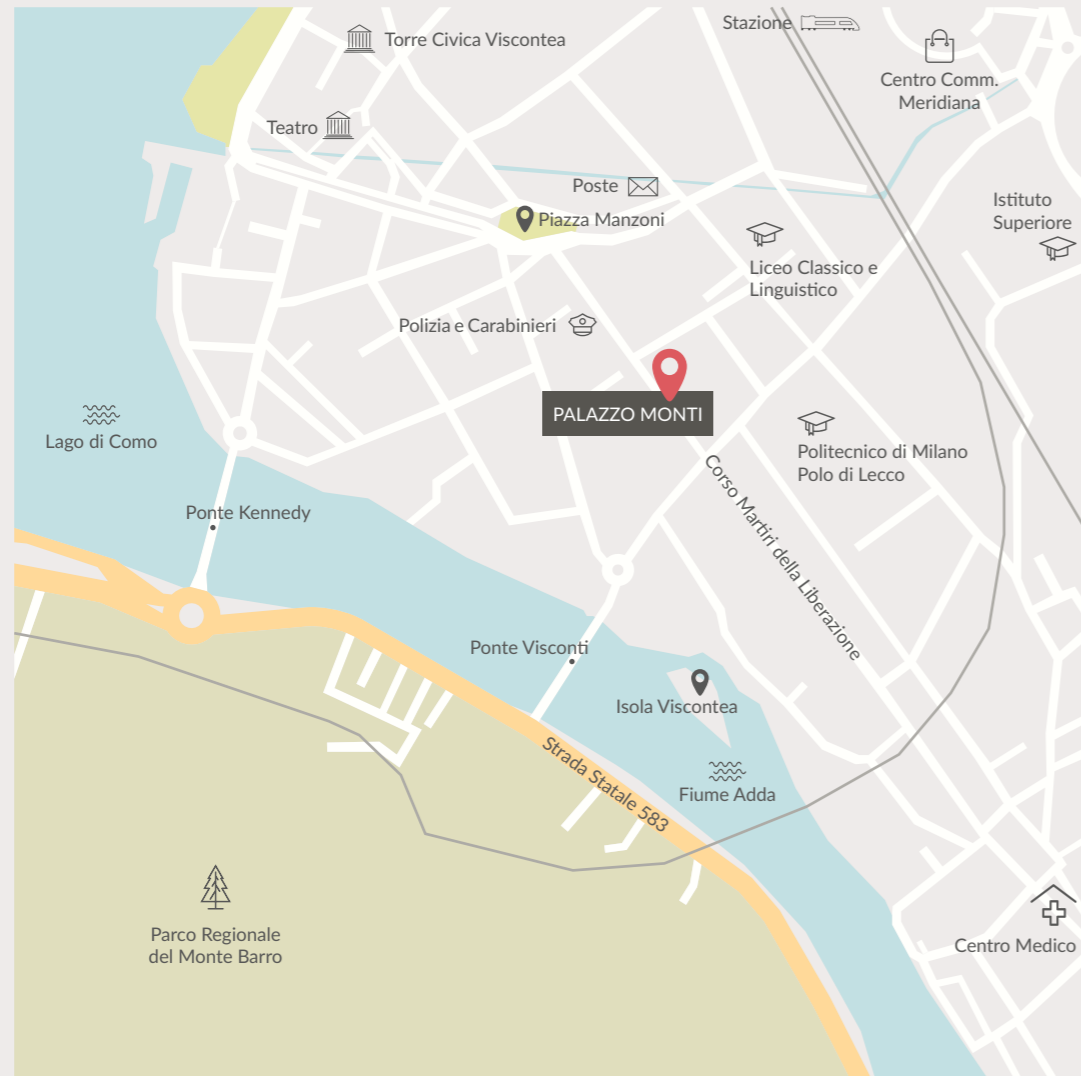 Stazione
Torre Civica Viscontea
Centro Comm.
Meridiana
Teatro
Poste
Piazza Manzoni
Istituto
Superiore
Liceo Classico e
Linguistico
Polizia e Carabinieri
PALAZZO MONTI
Lago di Como
Politecnico di Milano
Polo di Lecco
Corso Martiri della Liberazione
Ponte Kennedy
Ponte Visconti
Isola Viscontea
Strada Statale 583
Fiume Adda
Parco Regionale
del Monte Barro
Centro Medico